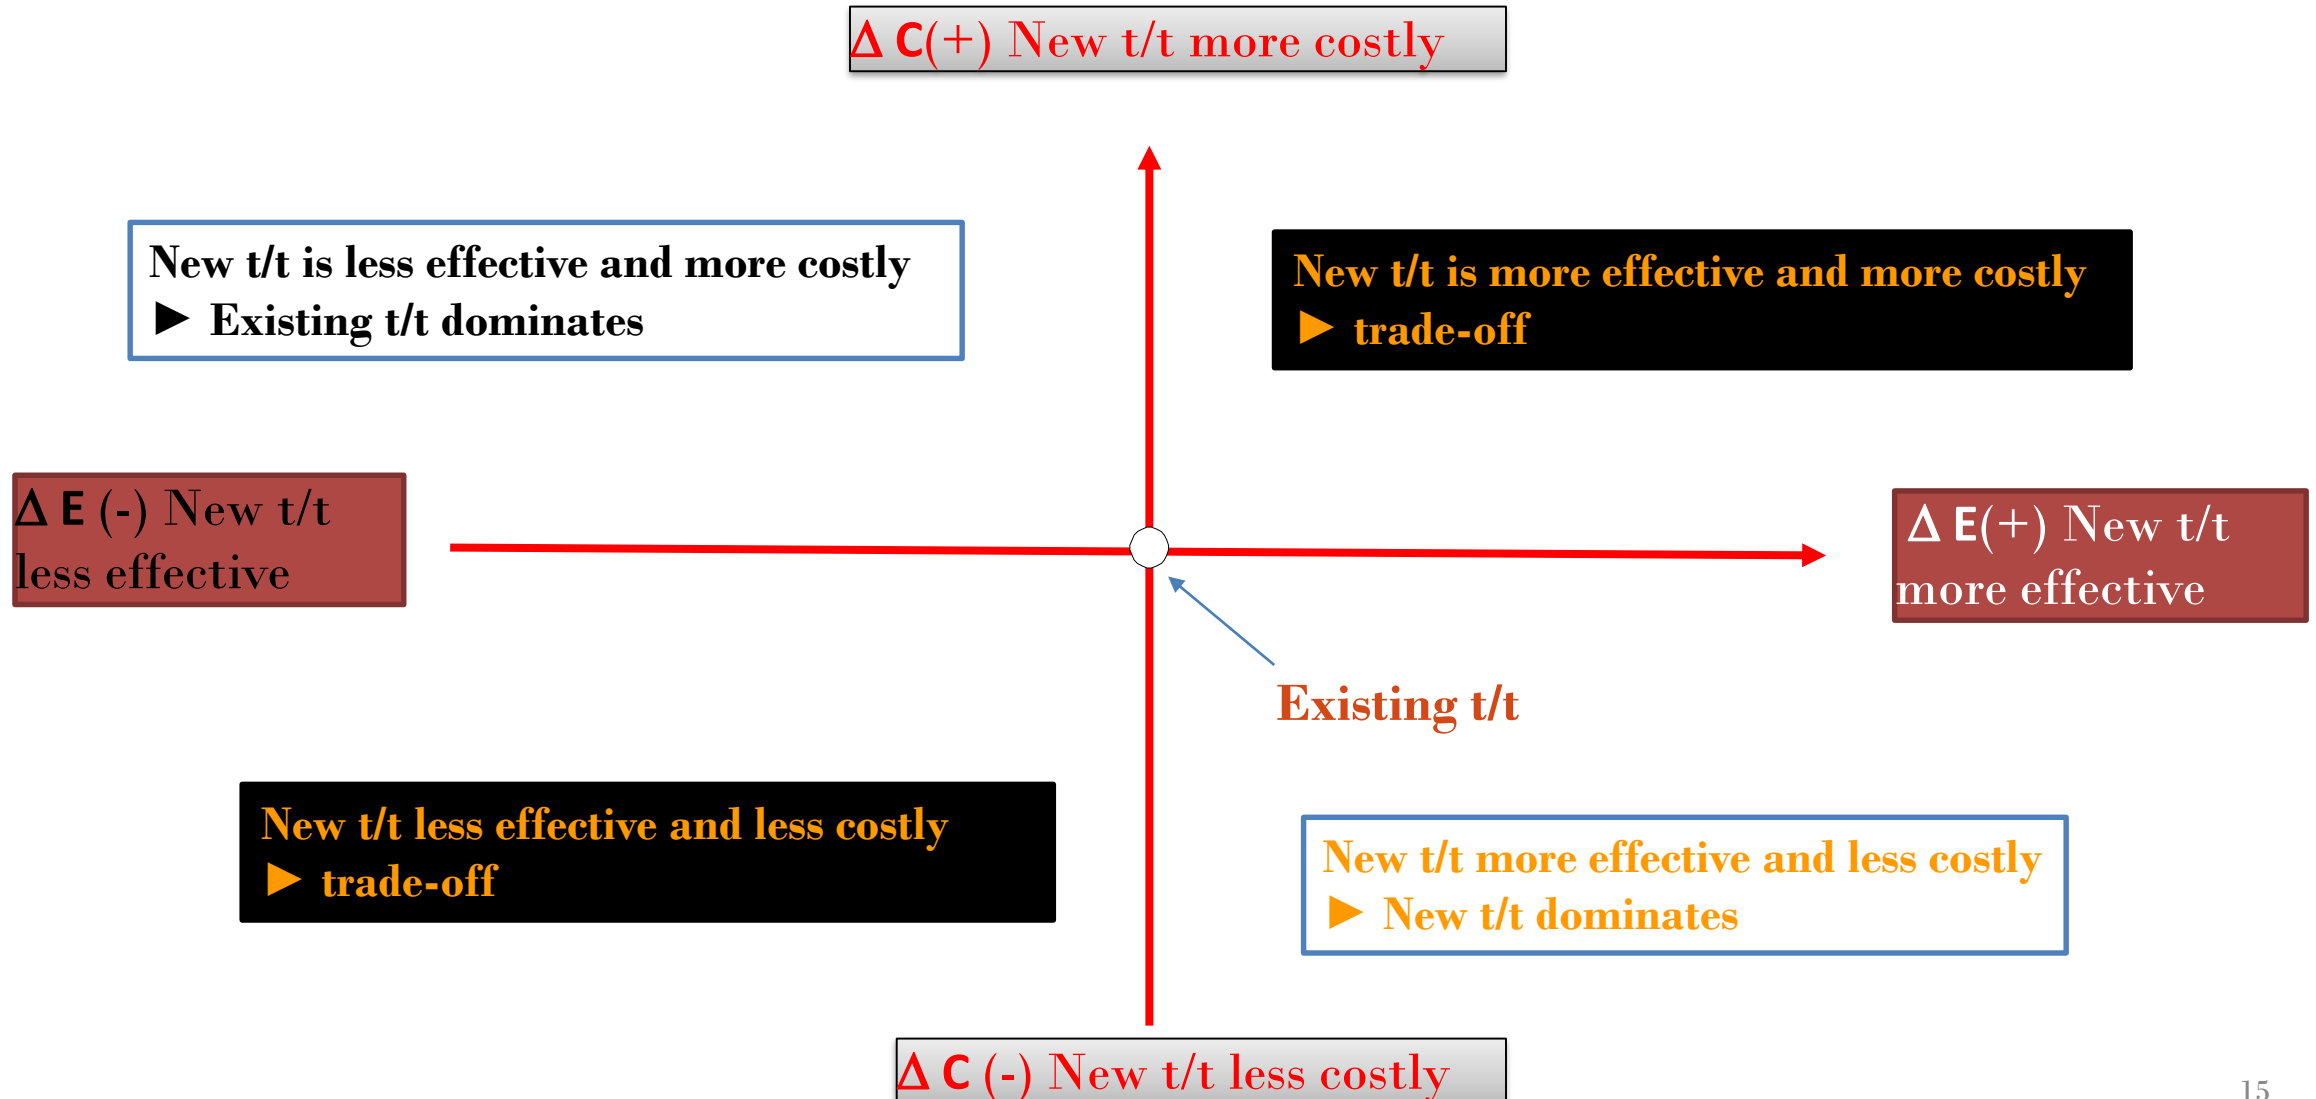 Δ C(+) New t/t more costly
New t/t is less effective and more costly
► Existing t/t dominates
New t/t is more effective and more costly
► trade-off
Δ E (-) New t/t
less effective
Δ E(+) New t/t
more effective
Existing t/t
New t/t less effective and less costly
► trade-off
New t/t more effective and less costly
► New t/t dominates
Δ C (-) New t/t less costly
15